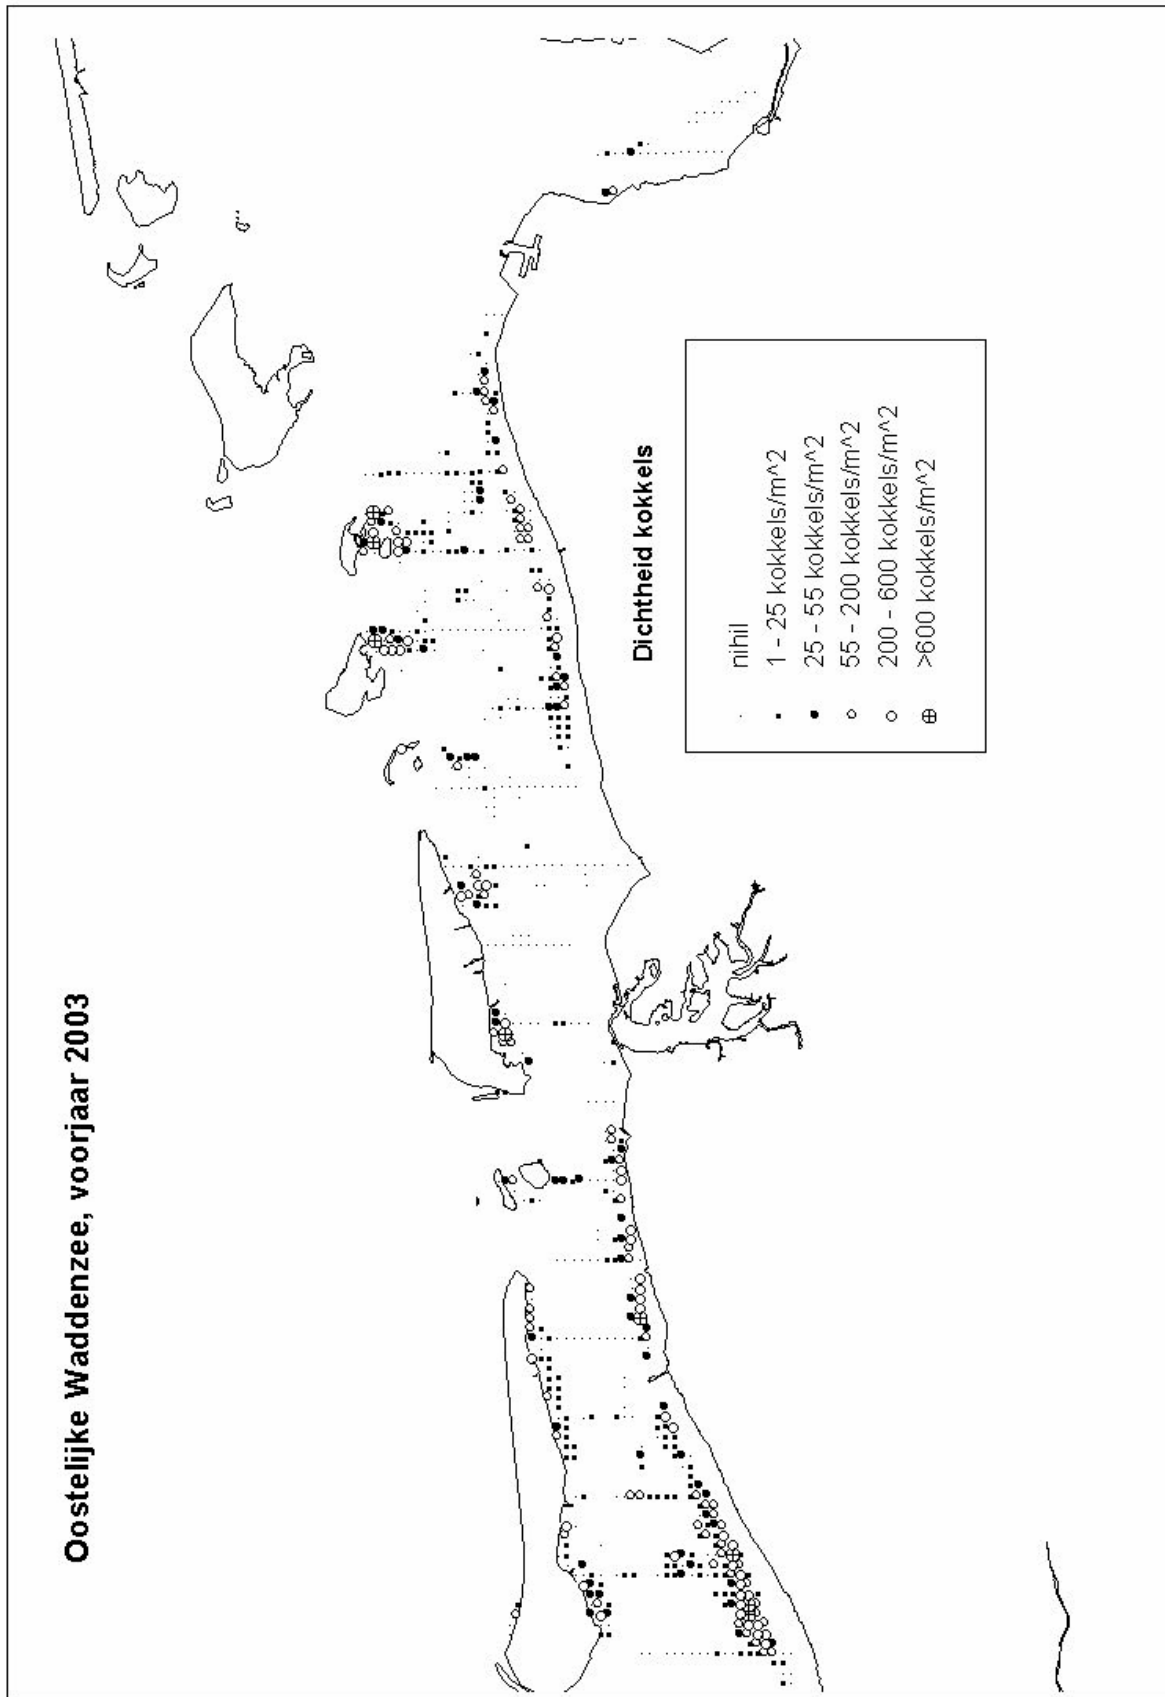 Oostelijke Waddenzee, voorjaar 2003
Dichtheid kokkels
nihil
1 - 25 kokkels/m^2
25 - 55 kokkels/m^2
55 - 200 kokkels/m^2
200 - 600 kokkels/m^2
>600 kokkels/m^2